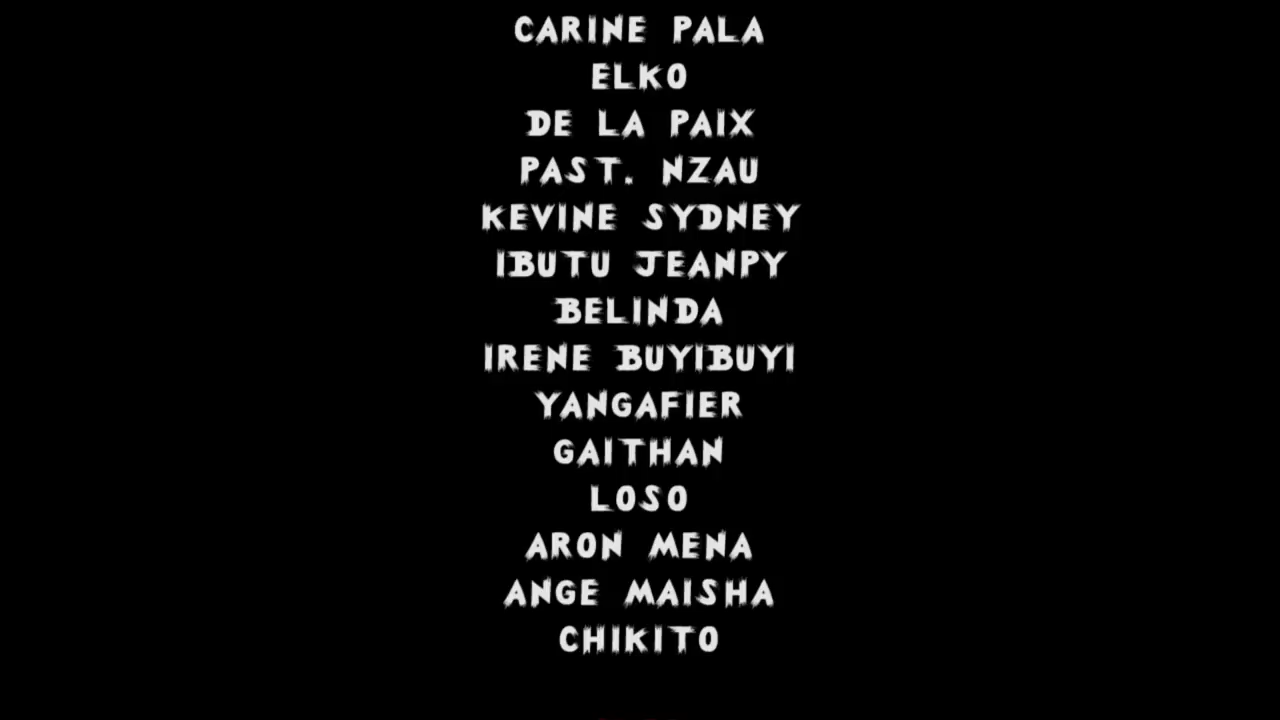 CARINE PALA
ELKO
DE LA PAIX
PAST. NZAU
KEVINE SYDNEY
IBUTU JEANPY
BELINDA
IRENE BUYIBUYI
YANGAFIER
GAITHAN
LOSO
ARON MENA
ANGE MAISHA
CHIKITO